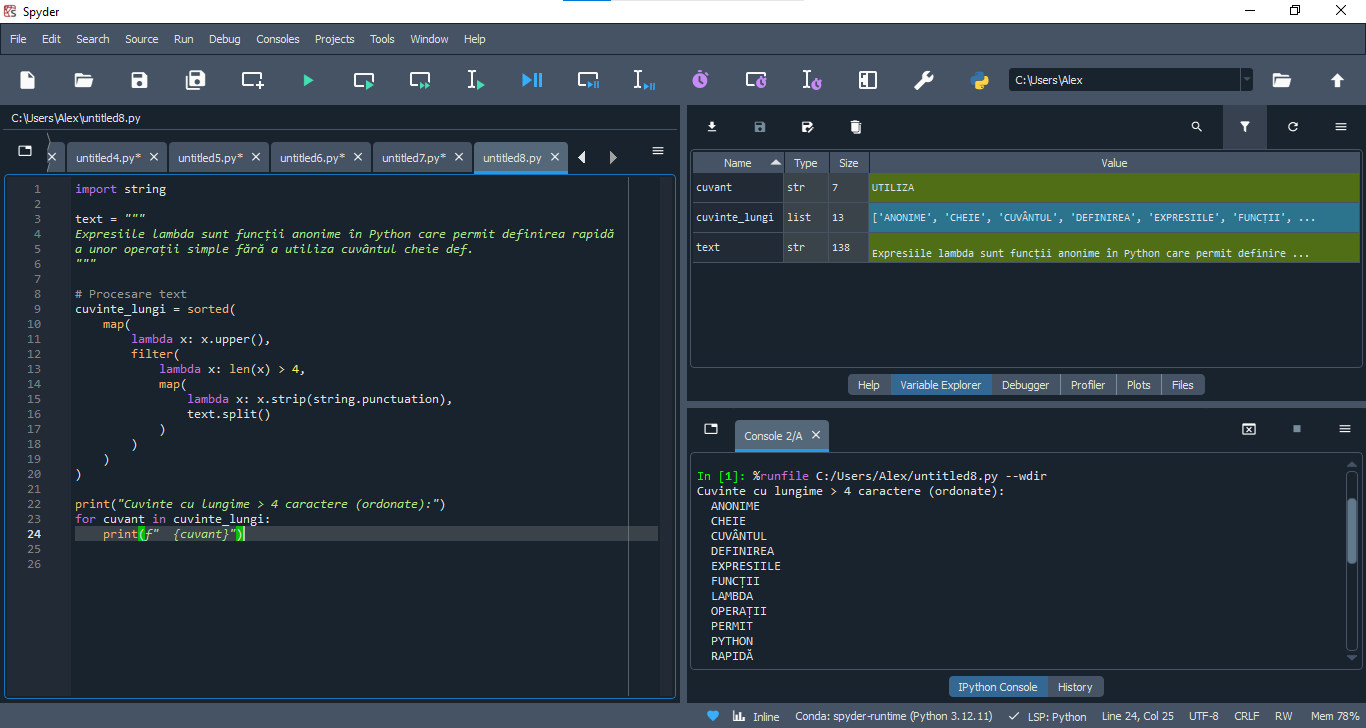 Spyder
File Edit Search Source Run Debug Consoles Projects Tools Window Help
C:\Users\Alex
C:\Users\Alex\untitled8.py
untitled4.py* untitled5.py* untitled6.py* untitled7.py* untitled8.py
1 import string
2
3 text = """
4 Expresiile lambda sunt funcții anonime în Python care permit definirea rapidă
5 a unor operații simple fără a utiliza cuvântul cheie def.
6 """
7
8 # Procesare text
9 cuvinte_lungi = sorted(
10     map(
11         lambda x: x.upper(),
12         filter(
13             lambda x: len(x) > 4,
14             map(
15                 lambda x: x.strip(string.punctuation),
16                 text.split()
17             )
18         )
19     )
20 )
21
22 print("Cuvinte cu lungime > 4 caractere (ordonate):")
23 for cuvant in cuvinte_lungi:
24     print(f"  {cuvant}")
25
26
Name Type Size Value
cuvant str 7 UTILIZA
cuvinte_lungi list 13 ['ANONIME', 'CHEIE', 'CUVÂNTUL', 'DEFINIREA', 'EXPRESIILE', 'FUNCȚII', ...
text str 138 Expresiile lambda sunt funcții anonime în Python care permit definire ...
Help Variable Explorer Debugger Profiler Plots Files
Console 2/A
In [1]: %runfile C:/Users/Alex/untitled8.py --wdir
Cuvinte cu lungime > 4 caractere (ordonate):
  ANONIME
  CHEIE
  CUVÂNTUL
  DEFINIREA
  EXPRESIILE
  FUNCȚII
  LAMBDA
  OPERAȚII
  PERMIT
  PYTHON
  RAPIDĂ
IPython Console History
Inline Conda: spyder-runtime (Python 3.12.11) LSP: Python Line 24, Col 25 UTF-8 CRLF RW Mem 78%